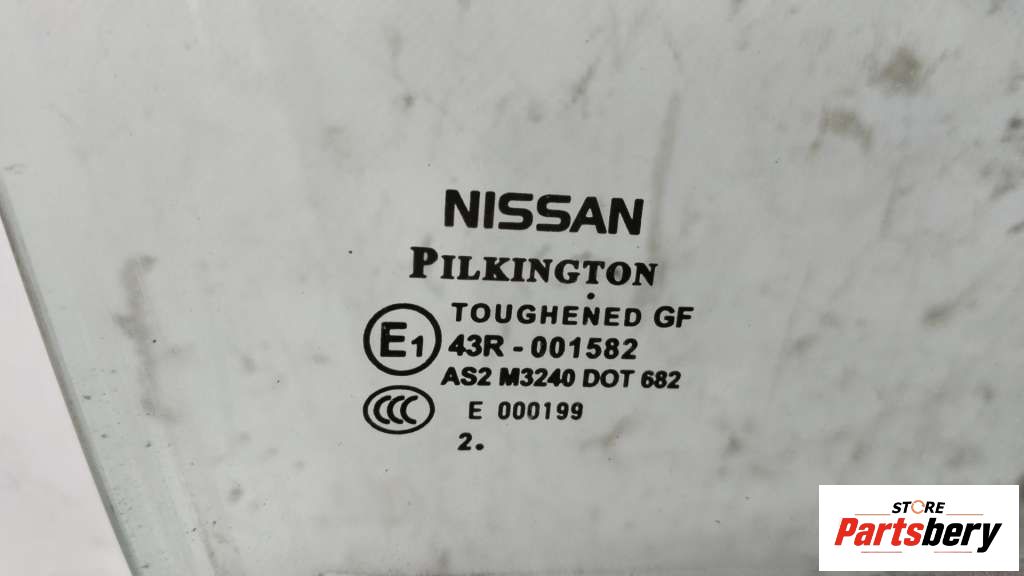 NISSAN
PILKINGTON
TOUGHENED GF
E1 43R - 001582
AS2 M3240 DOT 682
CCC E 000199
2.
STORE
Partsbery